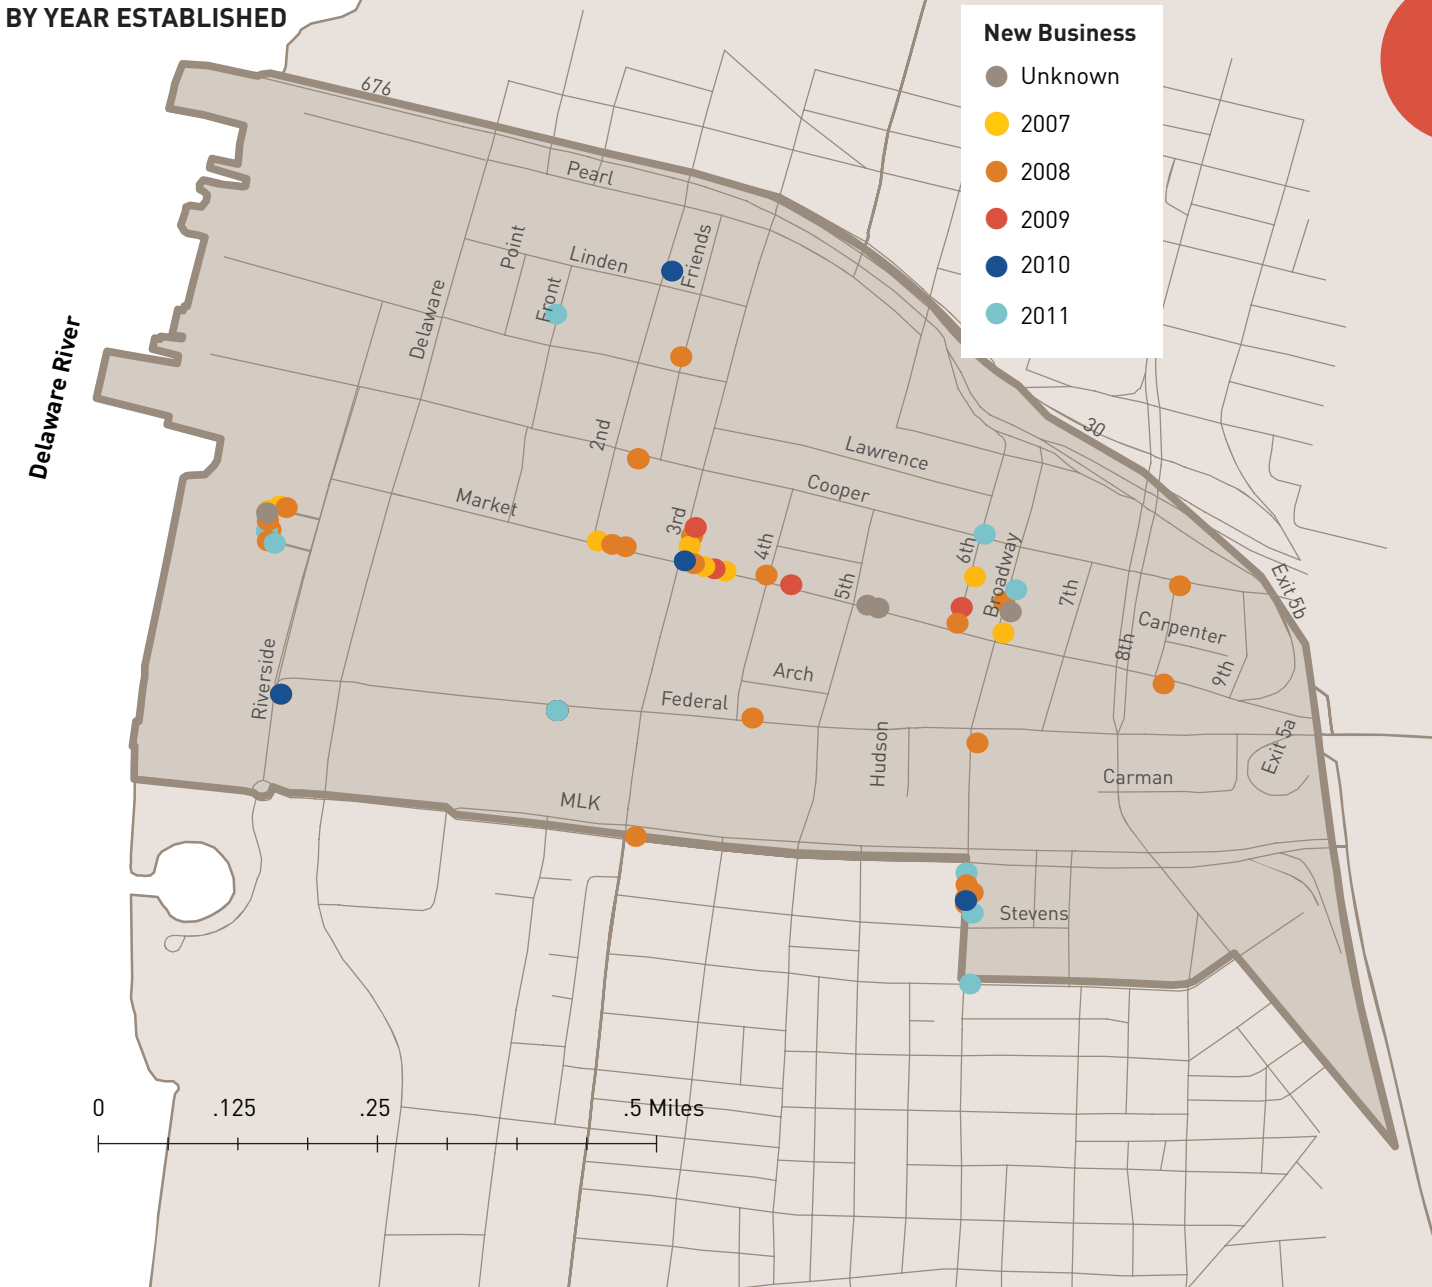 BY YEAR ESTABLISHED
New Business
Unknown
2007
2008
2009
2010
2011
676
Pearl
Point
Linden
Friends
Front
Delaware
Delaware River
30
2nd
Lawrence
Cooper
Market
3rd
4th
5th
6th
Broadway
7th
Exit 5b
Carpenter
8th
9th
Riverside
Arch
Federal
Hudson
Exit 5a
Carman
MLK
Stevens
0 .125 .25 .5 Miles